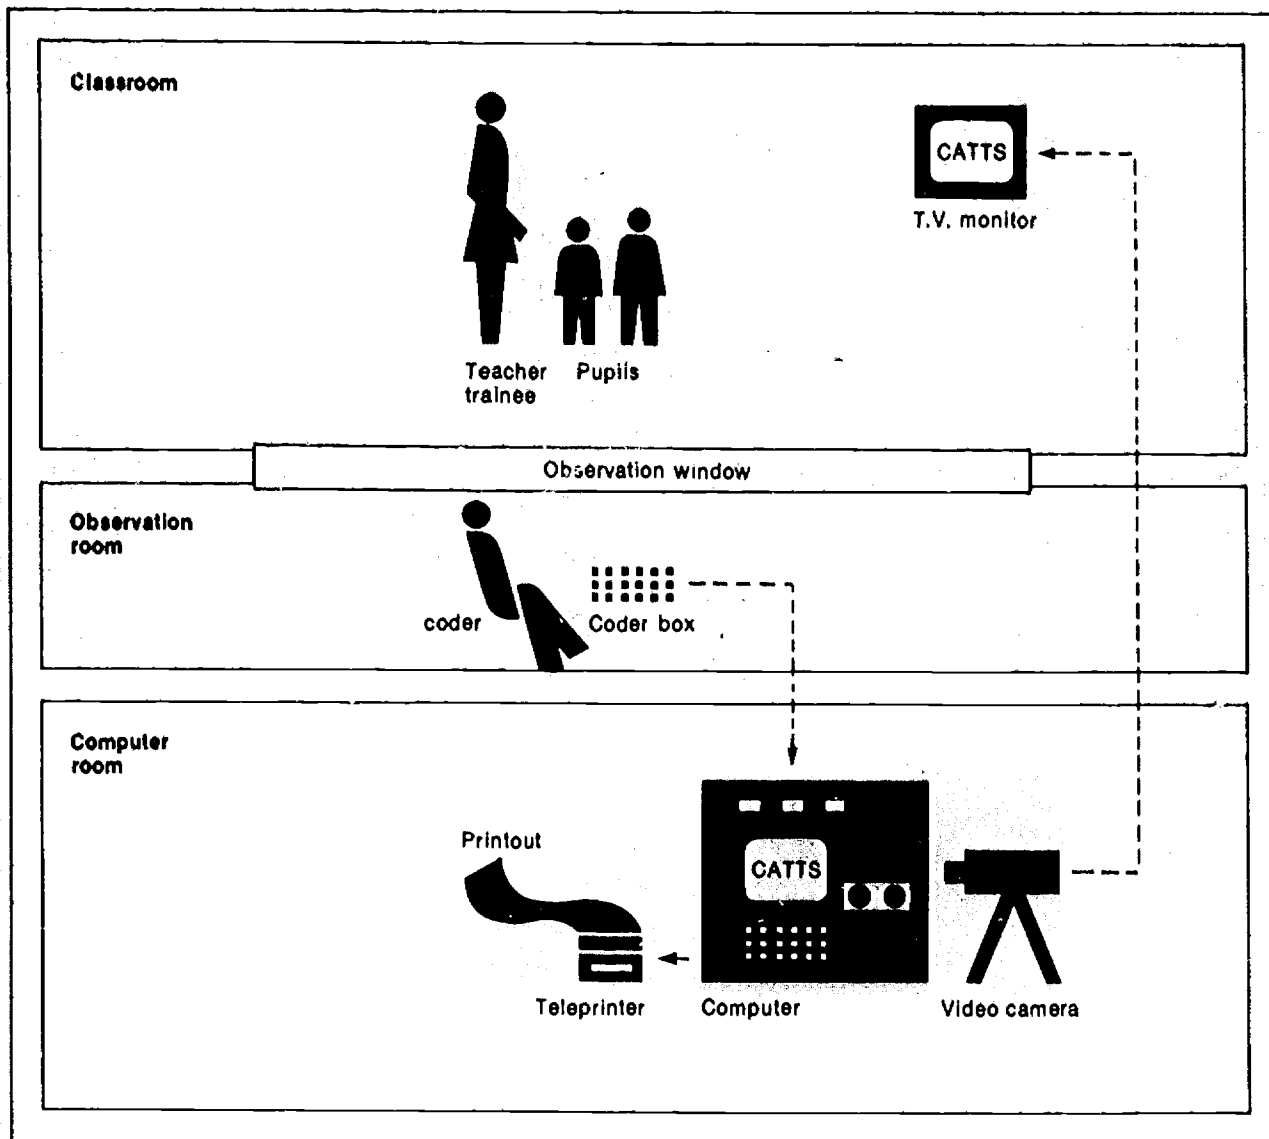 Classroom
CATTS
T.V. monitor
Teacher
trainee
Pupils
Observation window
Observation
room
coder
Coder box
Computer
room
Printout
CATTS
Teleprinter
Computer
Video camera